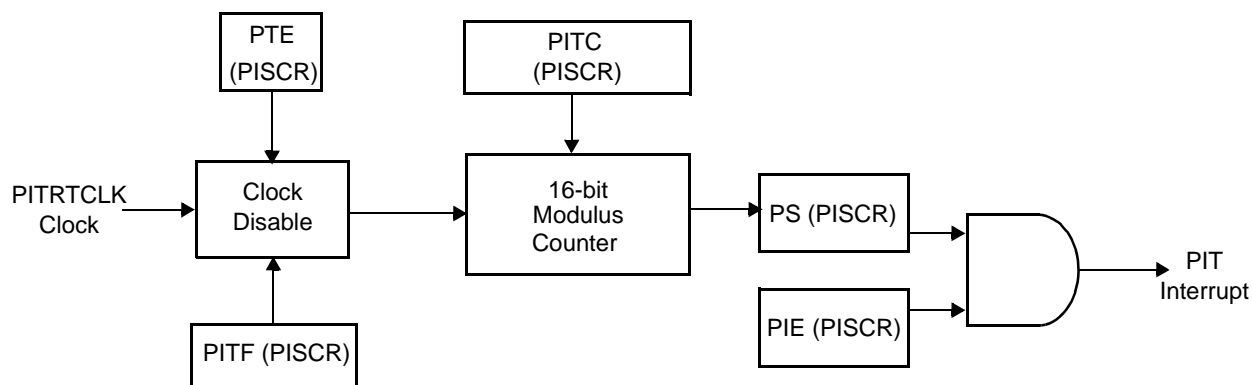 PTE
(PISCR)
PITC
(PISCR)
PITRTCLK
Clock
Clock
Disable
16-bit
Modulus
Counter
PS (PISCR)
PIT
Interrupt
PIE (PISCR)
PITF (PISCR)